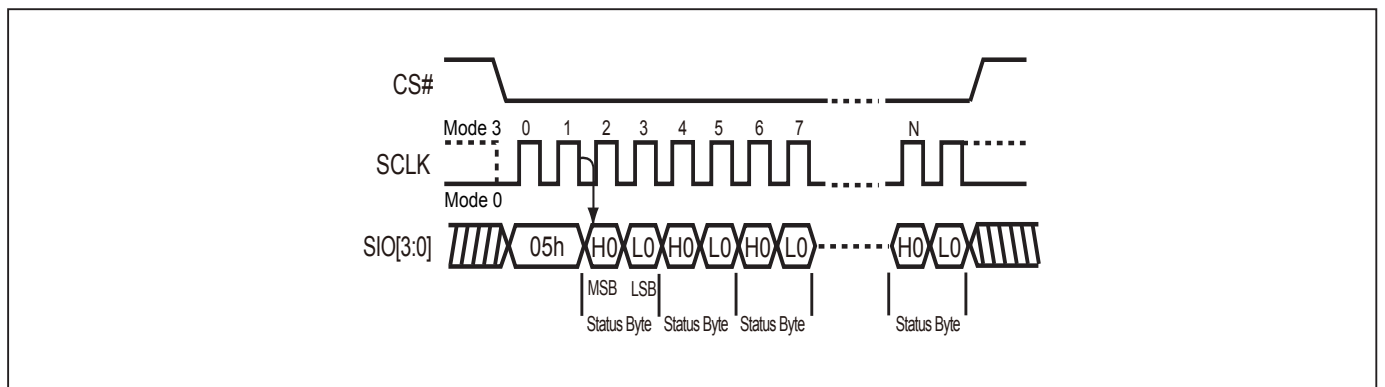 CS#
Mode 3 0 1 2 3 4 5 6 7 N
SCLK
Mode 0
SIO[3:0] 05h H0 L0 H0 L0 H0 L0 H0 L0
MSB LSB
Status Byte Status Byte Status Byte Status Byte